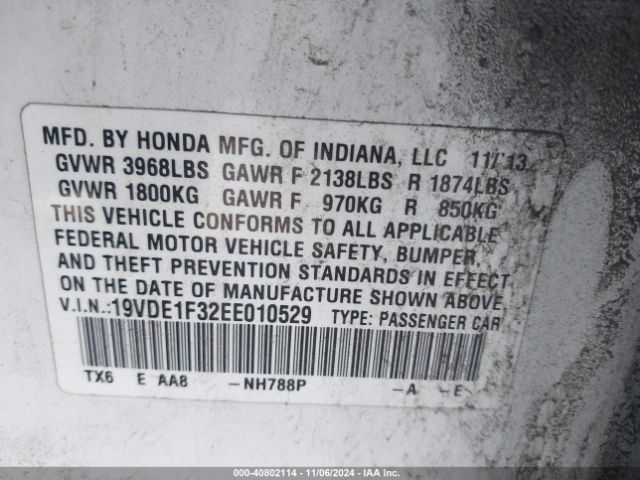 MFD. BY HONDA MFG. OF INDIANA, LLC 11/13
GVWR 3968LBS GAWR F 2138LBS R 1874LBS
GVWR 1800KG GAWR F 970KG R 850KG
THIS VEHICLE CONFORMS TO ALL APPLICABLE
FEDERAL MOTOR VEHICLE SAFETY, BUMPER,
AND THEFT PREVENTION STANDARDS IN EFFECT
ON THE DATE OF MANUFACTURE SHOWN ABOVE.
V.I.N.:19VDE1F32EE010529 TYPE: PASSENGER CAR
TX6 E AA8 -NH788P -A -E-
000-40802114 - 11/06/2024 - IAA Inc.